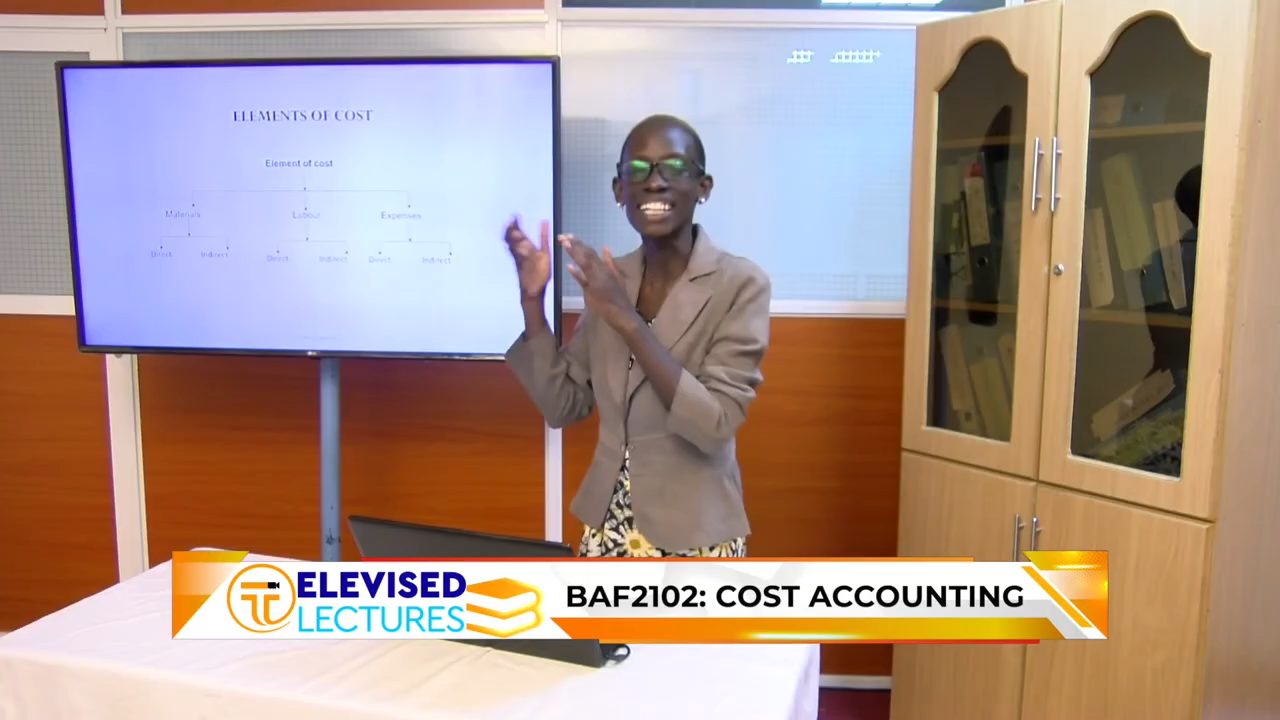 ELEMENTS OF COST
Element of cost
Materials Labour Expenses
Direct Indirect Direct Indirect Direct Indirect
TELEVISED
LECTURES
BAF2102: COST ACCOUNTING